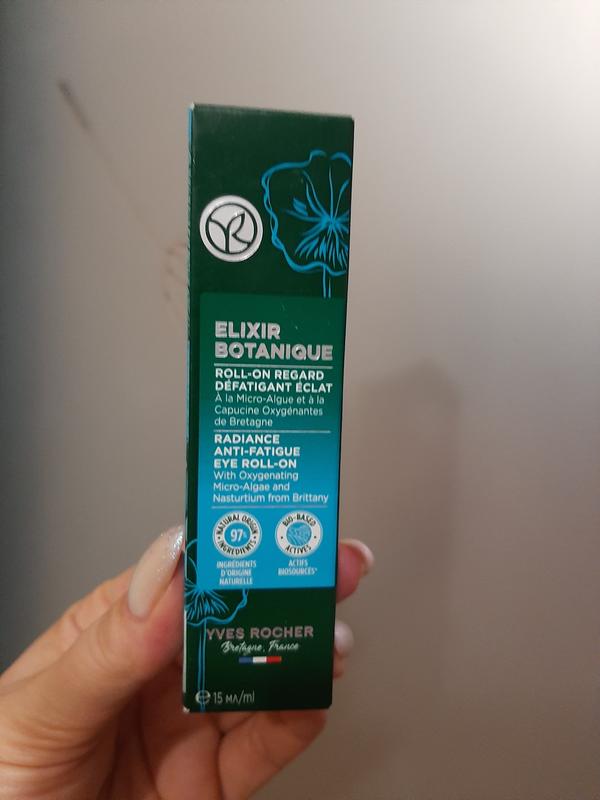 ELIXIR
BOTANIQUE
ROLL-ON REGARD
DÉFATIGANT ÉCLAT
À la Micro-Algue et à la
Capucine Oxygénantes
de Bretagne
RADIANCE
ANTI-FATIGUE
EYE ROLL-ON
With Oxygenating
Micro-Algae and
Nasturtium from Brittany
NATURAL ORIGIN
97%
INGREDIENTS
BIO-BASED
ACTIVES
INGRÉDIENTS
D'ORIGINE
NATURELLE
ACTIFS
BIOSOURCÉS*
YVES ROCHER
Bretagne, France
℮ 15 мл/ml